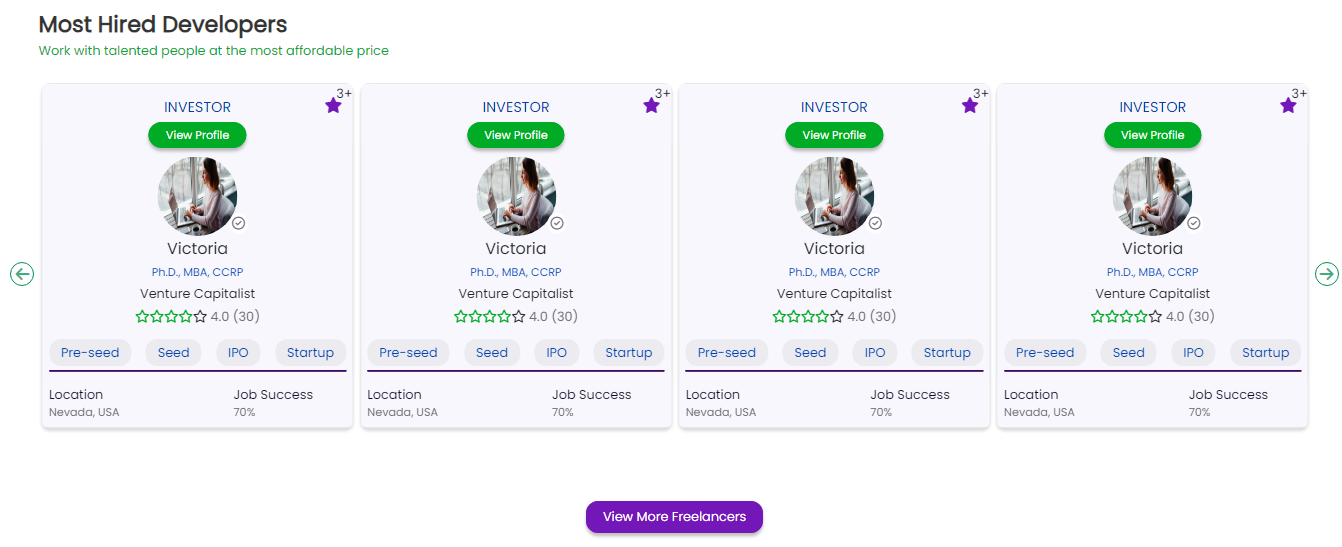 Most Hired Developers
Work with talented people at the most affordable price
3+ 3+ 3+ 3+
INVESTOR INVESTOR INVESTOR INVESTOR
View Profile View Profile View Profile View Profile
Victoria Victoria Victoria Victoria
Ph.D., MBA, CCRP Ph.D., MBA, CCRP Ph.D., MBA, CCRP Ph.D., MBA, CCRP
Venture Capitalist Venture Capitalist Venture Capitalist Venture Capitalist
4.0 (30) 4.0 (30) 4.0 (30) 4.0 (30)
Pre-seed Seed IPO Startup Pre-seed Seed IPO Startup Pre-seed Seed IPO Startup Pre-seed Seed IPO Startup
Location Job Success Location Job Success Location Job Success Location Job Success
Nevada, USA 70% Nevada, USA 70% Nevada, USA 70% Nevada, USA 70%
View More Freelancers